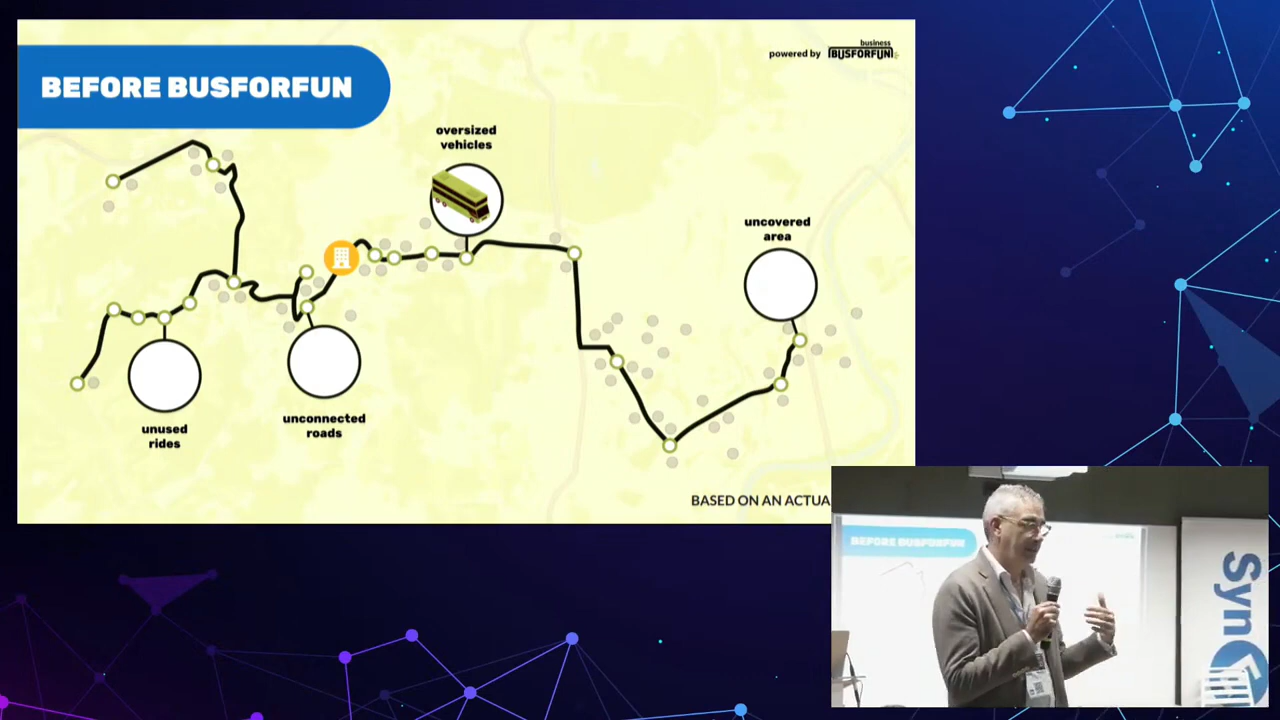 BEFORE BUSFORFUN
powered by
business
BUSFORFUN
oversized
vehicles
uncovered
area
unused
rides
unconnected
roads
BASED ON AN ACTUA
BEFORE BUSFORFUN
Syn